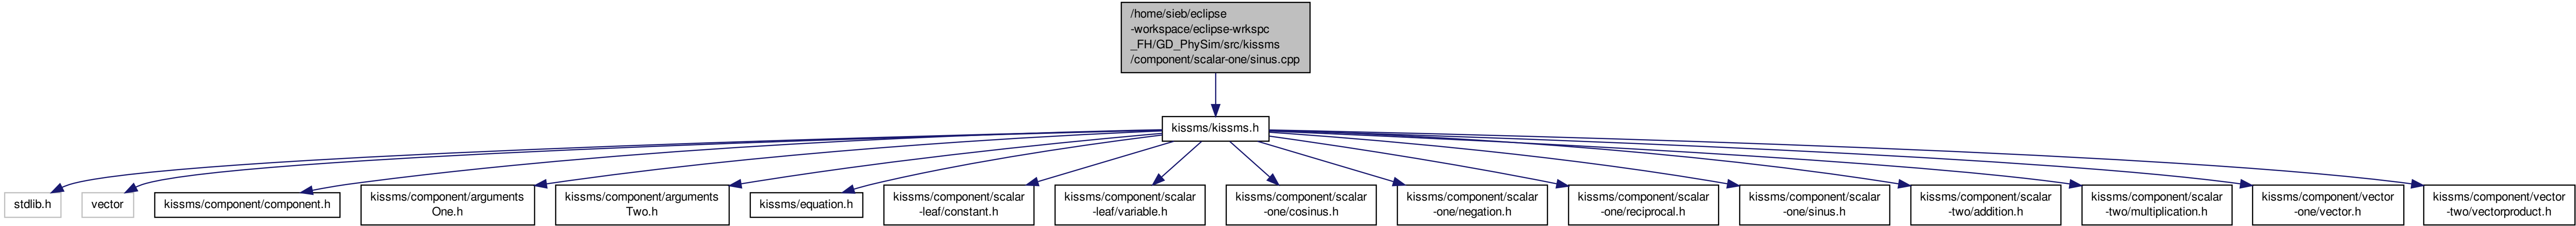 /home/sieb/eclipse
-workspace/eclipse-wrkspc
_FH/GD_PhySim/src/kissms
/component/scalar-one/sinus.cpp
kissms/kissms.h
stdlib.h
vector
kissms/component/component.h
kissms/component/arguments
One.h
kissms/component/arguments
Two.h
kissms/equation.h
kissms/component/scalar
-leaf/constant.h
kissms/component/scalar
-leaf/variable.h
kissms/component/scalar
-one/cosinus.h
kissms/component/scalar
-one/negation.h
kissms/component/scalar
-one/reciprocal.h
kissms/component/scalar
-one/sinus.h
kissms/component/scalar
-two/addition.h
kissms/component/scalar
-two/multiplication.h
kissms/component/vector
-one/vector.h
kissms/component/vector
-two/vectorproduct.h